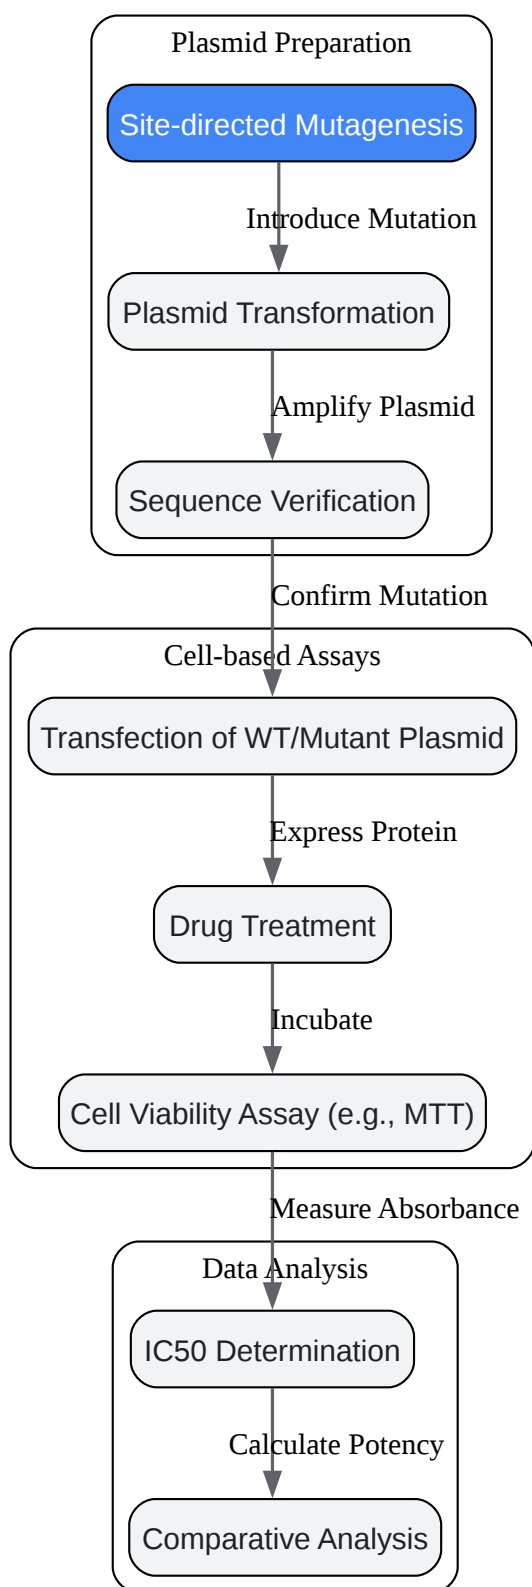 Plasmid Preparation
Site-directed Mutagenesis
Introduce Mutation
Plasmid Transformation
Amplify Plasmid
Sequence Verification
Confirm Mutation
Cell-based Assays
Transfection of WT/Mutant Plasmid
Express Protein
Drug Treatment
Incubate
Cell Viability Assay (e.g., MTT)
Measure Absorbance
Data Analysis
IC50 Determination
Calculate Potency
Comparative Analysis